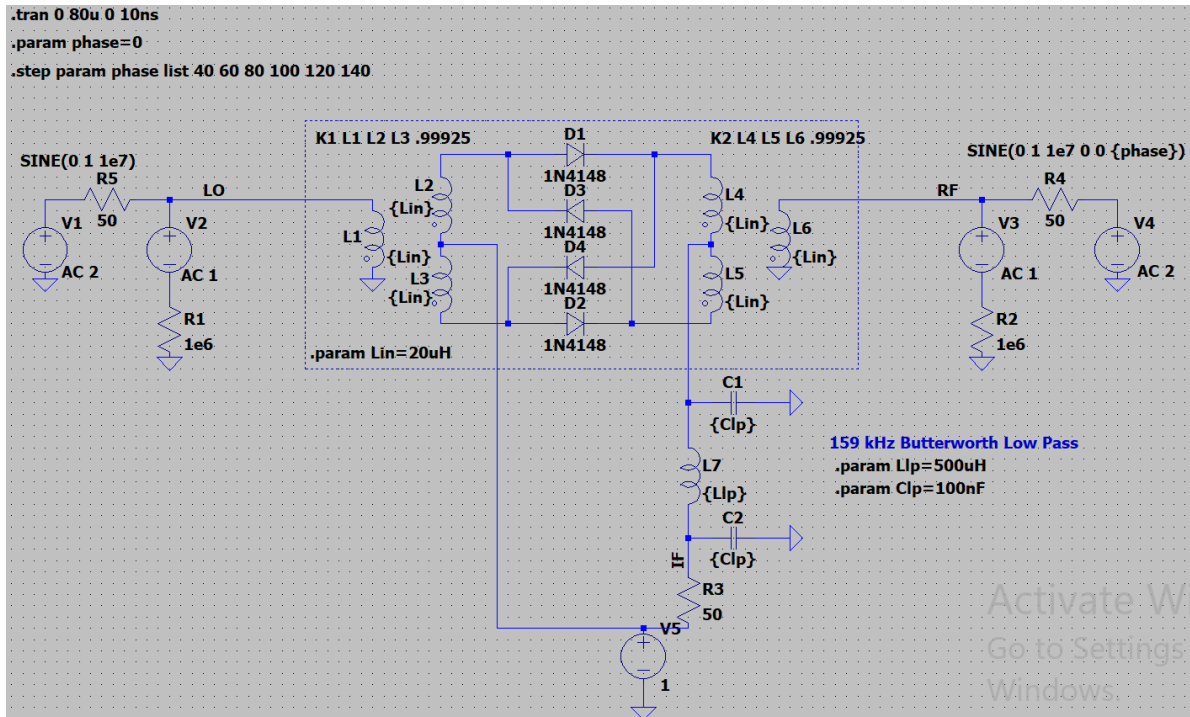 .tran 0 80u 0 10ns
.param phase=0
.step param phase list 40 60 80 100 120 140
K1 L1 L2 L3 .99925
D1
K2 L4 L5 L6 .99925
SINE(0 1 1e7)
SINE(0 1 1e7 0 0 {phase})
1N4148
R5
LO
L2
D3
L4
RF
R4
{Lin}
{Lin}
50
V1
V2
1N4148
V3
50
V4
L1
D4
L6
{Lin}
{Lin}
L3
L5
AC 2
AC 1
1N4148
AC 1
AC 2
{Lin}
D2
{Lin}
R1
R2
1e6
1N4148
1e6
.param Lin=20uH
C1
{Clp}
159 kHz Butterworth Low Pass
L7
.param Llp=500uH
{Llp}
.param Clp=100nF
C2
IF
{Clp}
R3
50
V5
1
Activate W
Go to Settings
Windows.